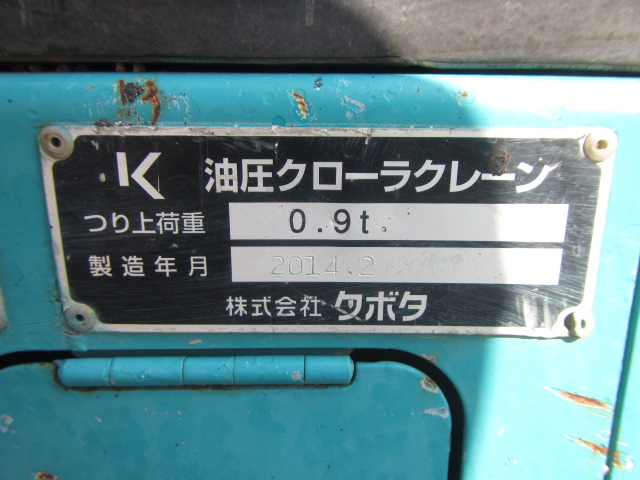 K 油圧クローラクレーン
つり上荷重 0.9t
製造年月 2014.2
株式会社 クボタ